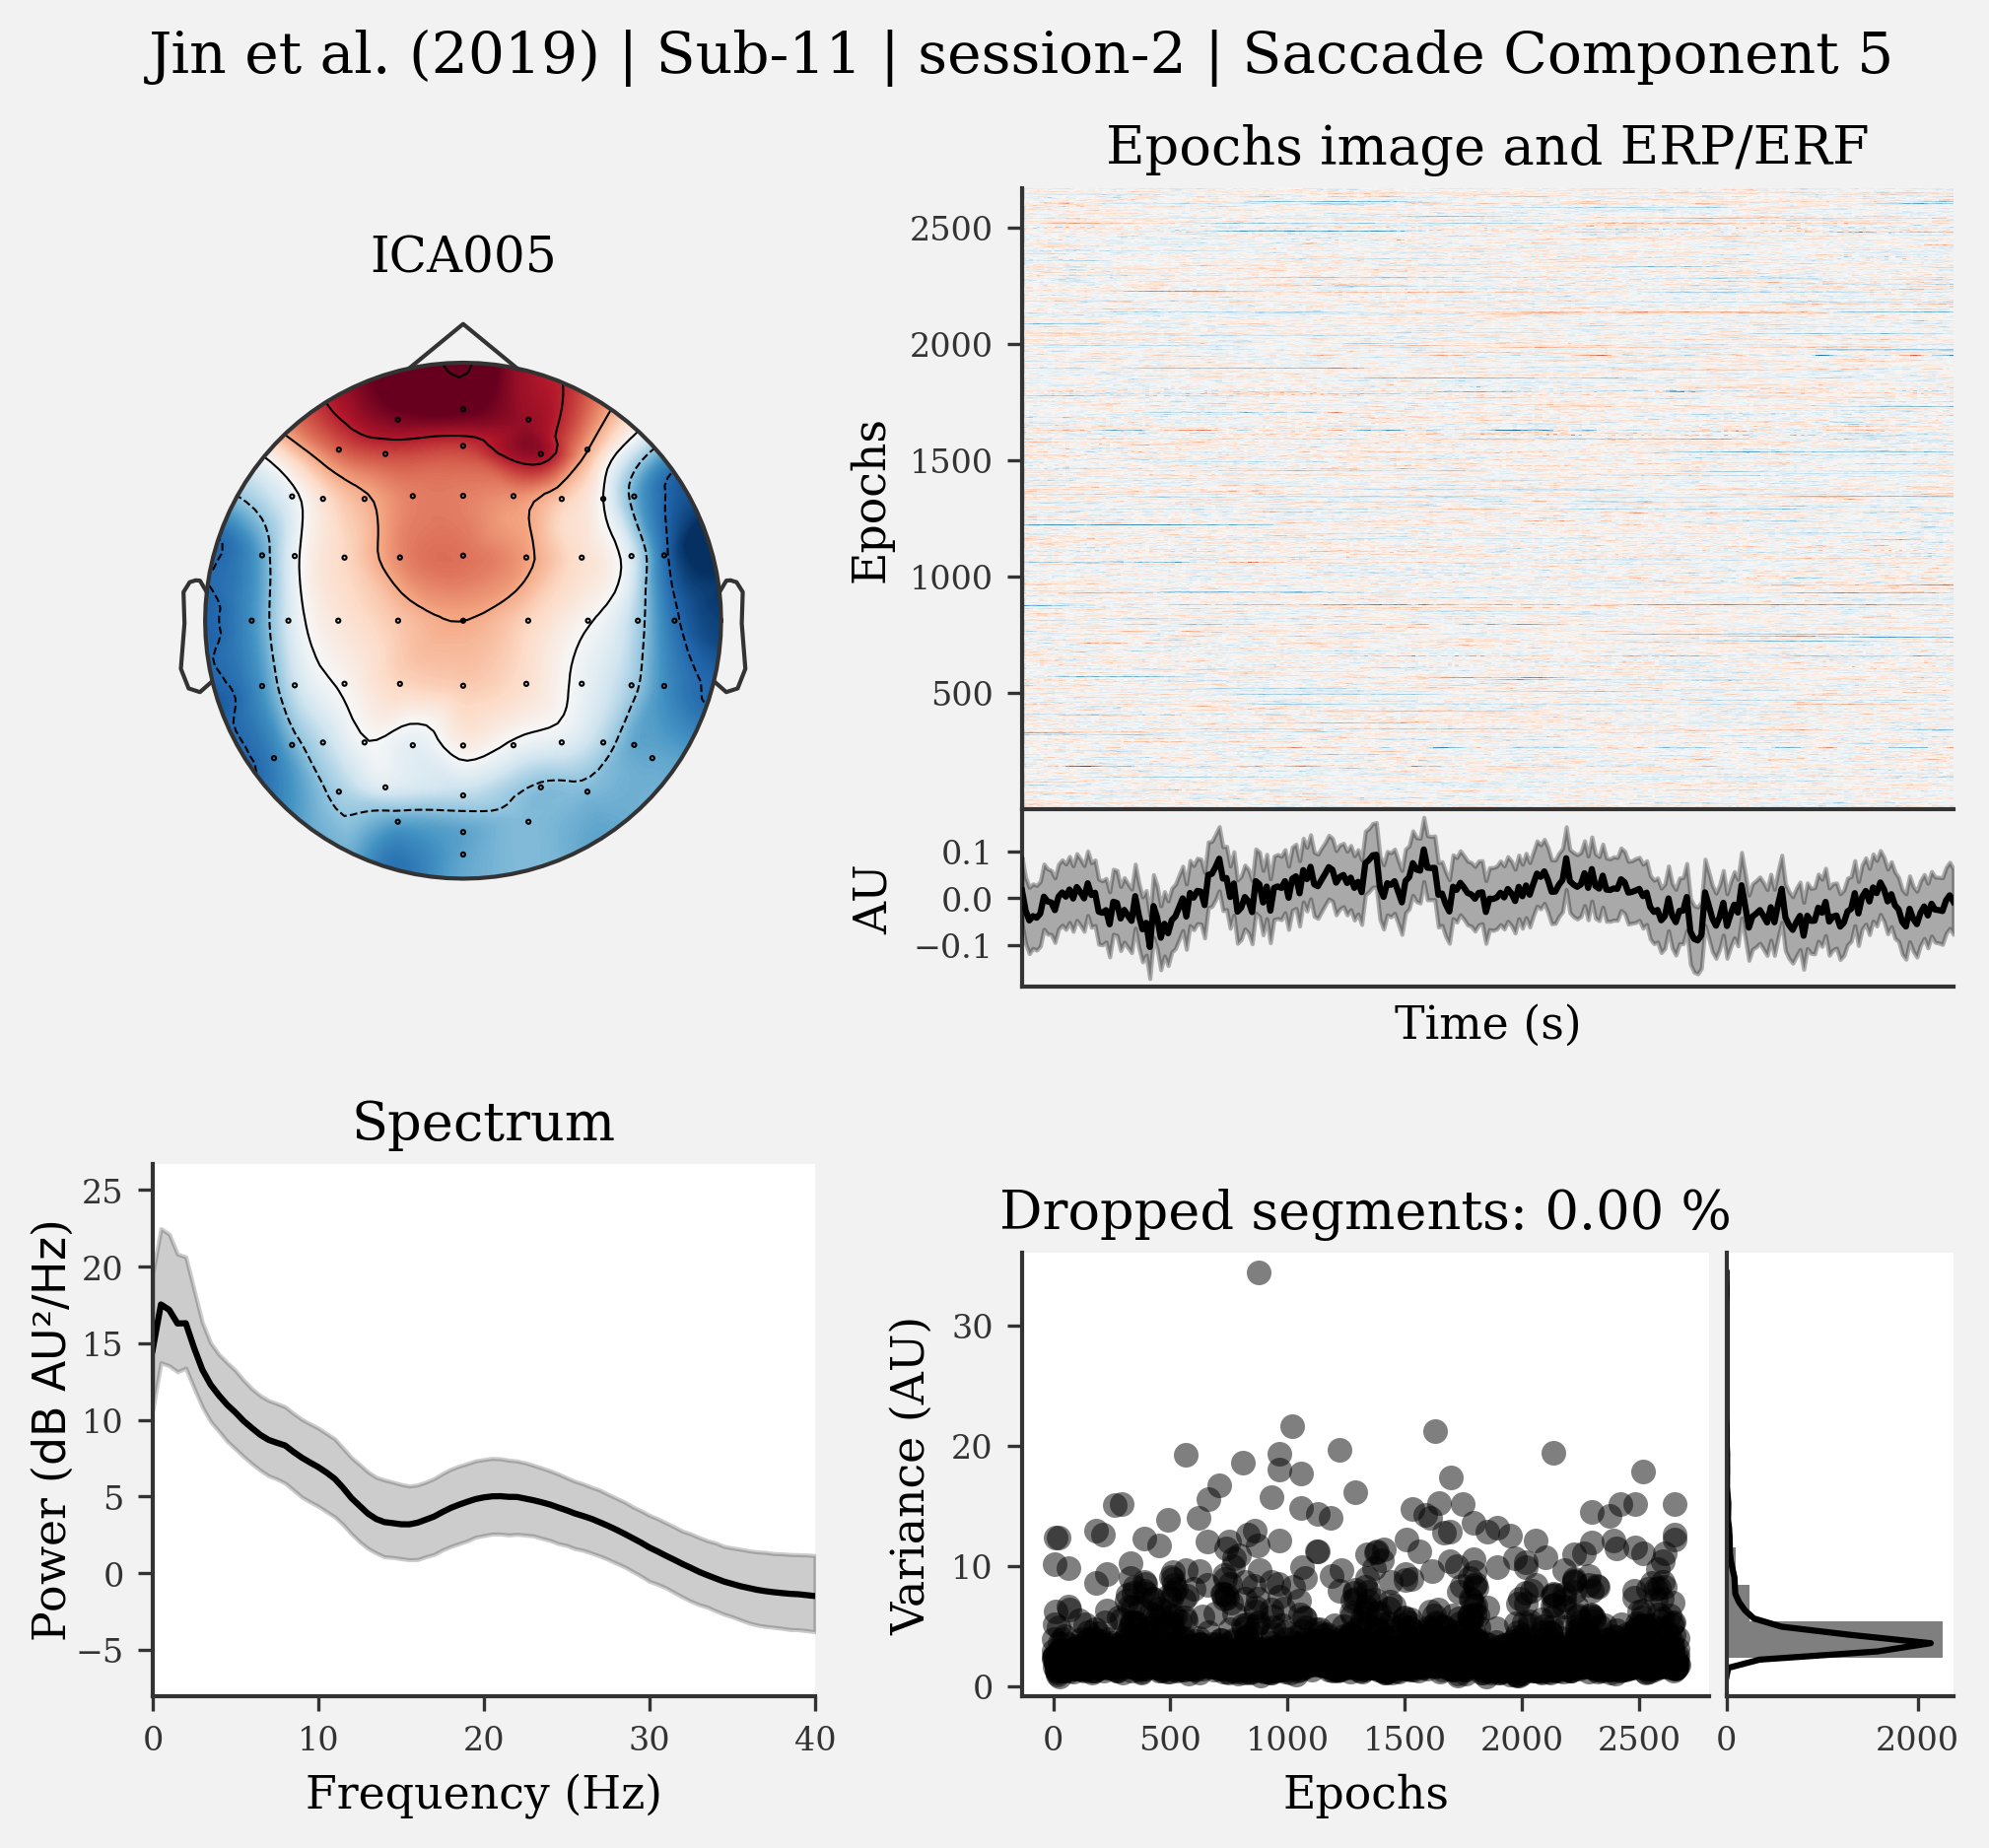 Jin et al. (2019) | Sub-11 | session-2 | Saccade Component 5
ICA005
Epochs image and ERP/ERF
Epochs
2500
2000
1500
1000
500
AU
0.1
0.0
−0.1
Time (s)
Spectrum
Power (dB AU²/Hz)
25
20
15
10
5
0
−5
0 10 20 30 40
Frequency (Hz)
Dropped segments: 0.00 %
Variance (AU)
30
20
10
0
0 500 1000 1500 2000 2500
Epochs
0 2000